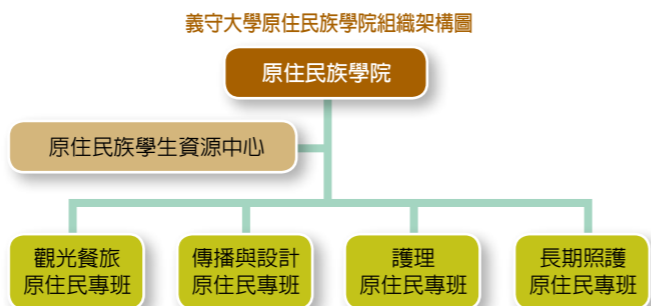 義守大學原住民族學院組織架構圖
原住民族學院
原住民族學生資源中心
觀光餐旅
原住民專班
傳播與設計
原住民專班
護理
原住民專班
長期照護
原住民專班